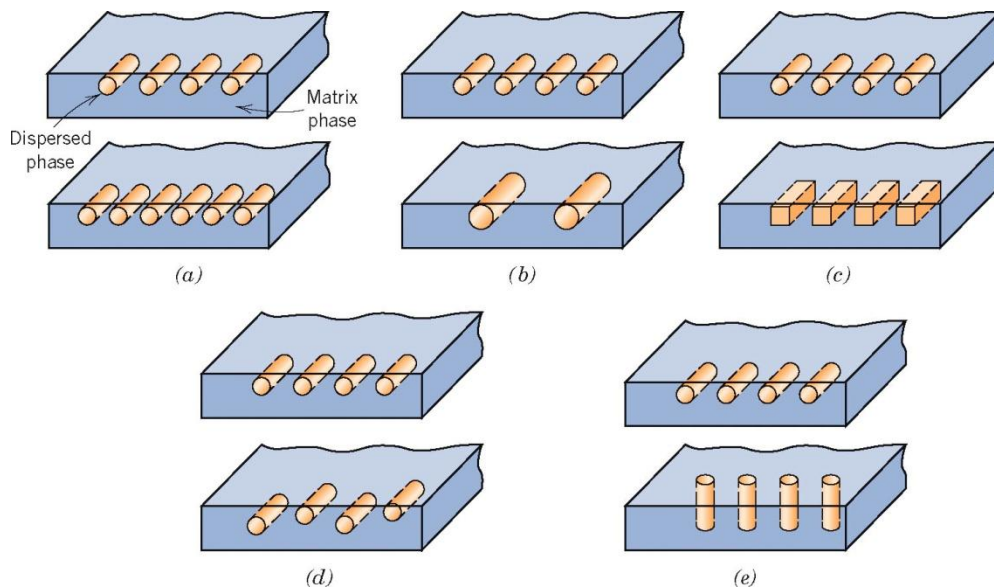 Matrix
phase
Dispersed
phase
(a)
(b)
(c)
(d)
(e)